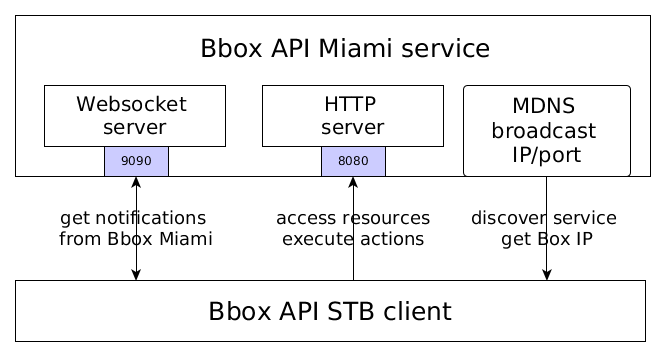 Bbox API Miami service
Websocket
server
9090
HTTP
server
8080
MDNS
broadcast
IP/port
get notifications
from Bbox Miami
access resources
execute actions
discover service
get Box IP
Bbox API STB client